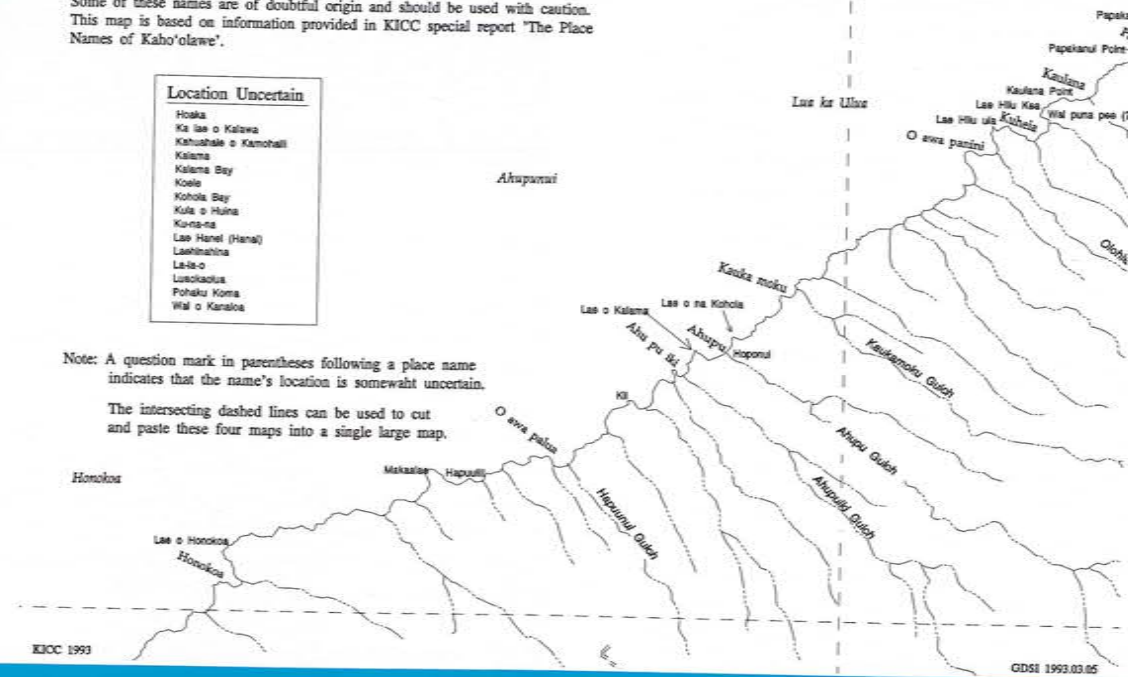 Some of these names are of doubtful origin and should be used with caution.
This map is based on information provided in KICC special report 'The Place
Names of Kaho'olawe'.
Location Uncertain
Hoaka
Ka lae o Kalawa
Kahuahale o Kamohalii
Kalama
Kalama Bay
Koele
Kohola Bay
Kula o Huina
Ku-na-na
Lae Hanei (Hanai)
Laehinahina
La-la-o
Luaokaolua
Pohaku Koma
Wai o Kanaloa
Note: A question mark in parentheses following a place name
indicates that the name's location is somewaht uncertain.
The intersecting dashed lines can be used to cut
and paste these four maps into a single large map.
Papakanui Point
Kaulana
Kaulana Point
Lae Hilu Kea
Wai puna pee (?
Lae Hilu ula
Kuheia
Lua ka Ulua
O awa panini
Ahupunui
Kauka moku
Lae o na Kohola
Lae o Kalama
Ahu pu iki
Ahupu
Hoponui
Kaukamoku Gulch
Kii
O awa palua
Ahupu Gulch
Makaalae
Hapuulii
Hapuunui Gulch
Ahupuiki Gulch
Honokoa
Lae o Honokoa
Honokoa
KICC 1993
GDSI 1993.03.05